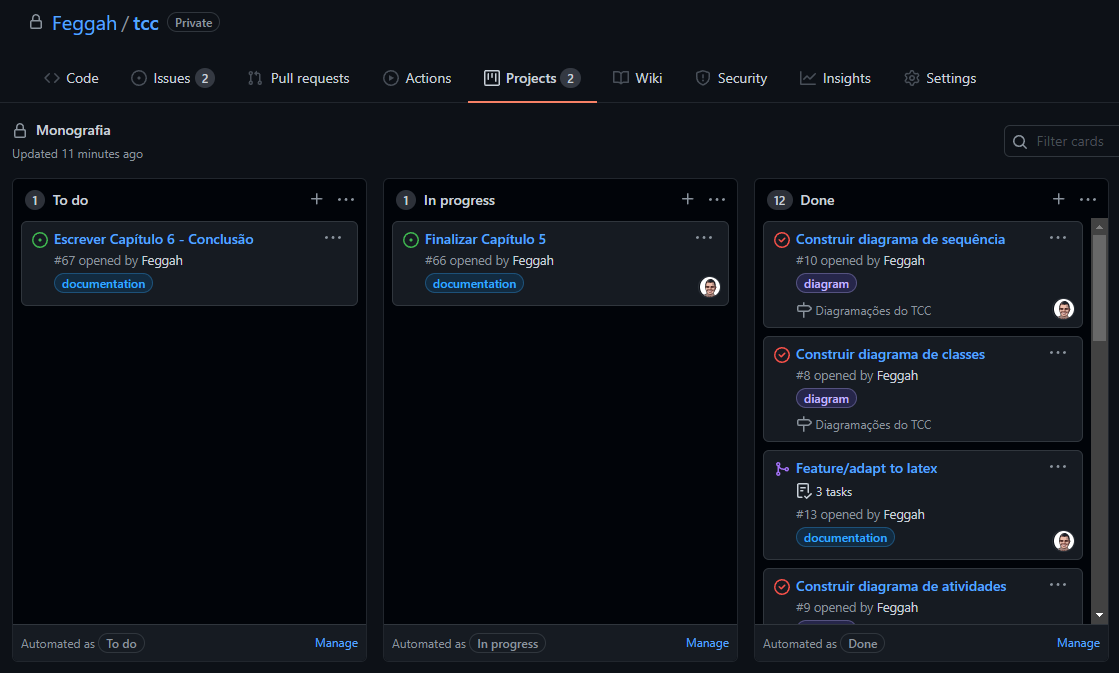 Feggah / tcc Private
Code Issues 2 Pull requests Actions Projects 2 Wiki Security Insights Settings
Monografia
Updated 11 minutes ago
Filter cards
1 To do
Escrever Capítulo 6 - Conclusão
#67 opened by Feggah
documentation
Automated as To do Manage
1 In progress
Finalizar Capítulo 5
#66 opened by Feggah
documentation
Automated as In progress Manage
12 Done
Construir diagrama de sequência
#10 opened by Feggah
diagram
Diagramações do TCC
Construir diagrama de classes
#8 opened by Feggah
diagram
Diagramações do TCC
Feature/adapt to latex
3 tasks
#13 opened by Feggah
documentation
Construir diagrama de atividades
#9 opened by Feggah
Automated as Done Manage